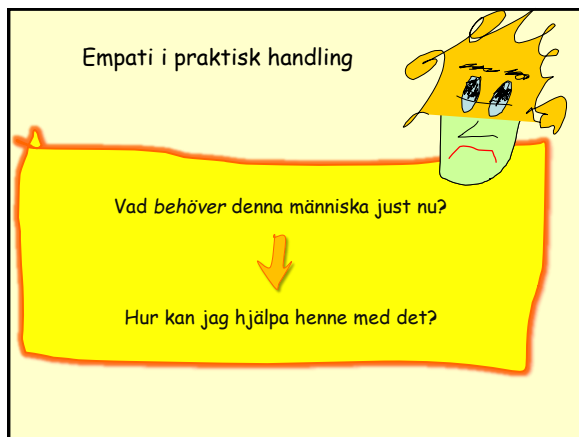 Empati i praktisk handling
Vad behöver denna människa just nu?
Hur kan jag hjälpa henne med det?